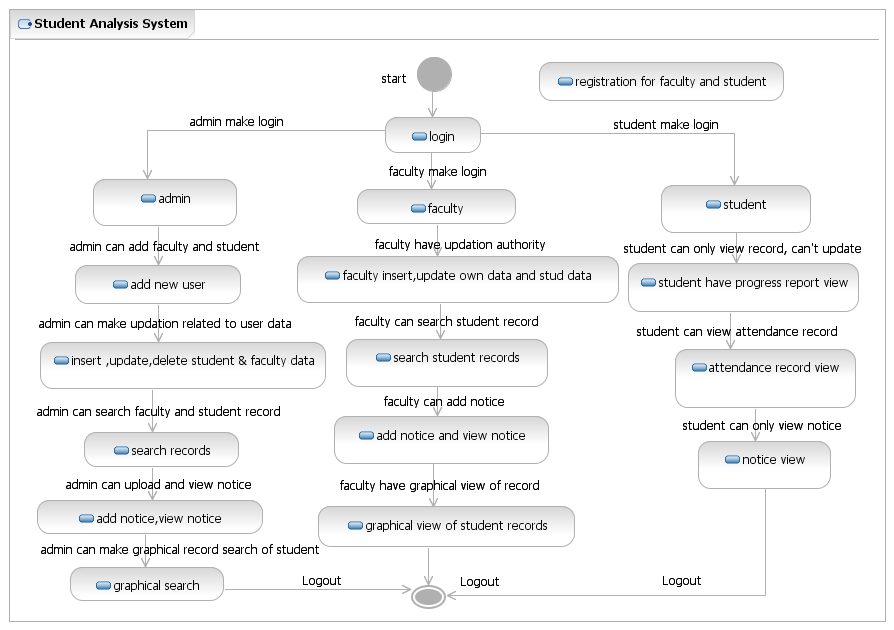 Student Analysis System
start
registration for faculty and student
admin make login
login
student make login
faculty make login
admin
faculty
student
admin can add faculty and student
faculty have updation authority
student can only view record, can't update
add new user
faculty insert,update own data and stud data
student have progress report view
admin can make updation related to user data
faculty can search student record
student can view attendance record
insert ,update,delete student & faculty data
search student records
attendance record view
admin can search faculty and student record
faculty can add notice
student can only view notice
search records
add notice and view notice
notice view
admin can upload and view notice
faculty have graphical view of record
add notice,view notice
graphical view of student records
admin can make graphical record search of student
graphical search
Logout
Logout
Logout